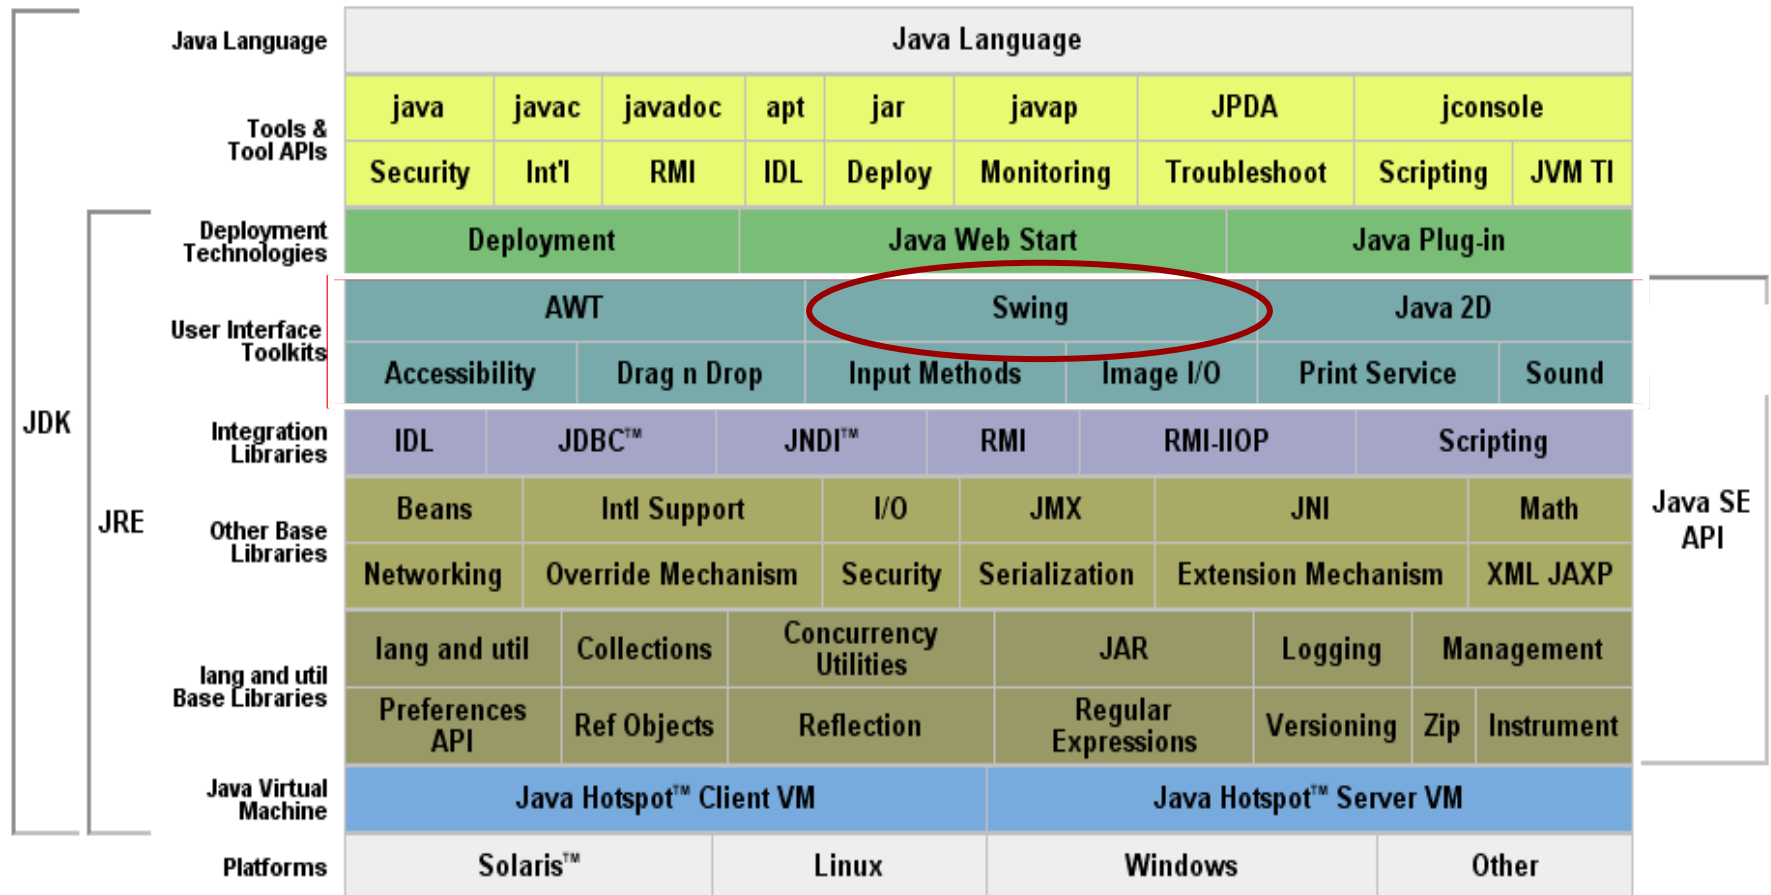 Java Language
Java Language
Tools &
Tool APIs
java javac javadoc apt jar javap JPDA jconsole
Security Int'l RMI IDL Deploy Monitoring Troubleshoot Scripting JVM TI
Deployment
Technologies
Deployment Java Web Start Java Plug-in
User Interface
Toolkits
AWT Swing Java 2D
Accessibility Drag n Drop Input Methods Image I/O Print Service Sound
JDK
Integration
Libraries
IDL JDBC™ JNDI™ RMI RMI-IIOP Scripting
JRE
Other Base
Libraries
Beans Intl Support I/O JMX JNI Math
Networking Override Mechanism Security Serialization Extension Mechanism XML JAXP
Java SE
API
lang and util
Base Libraries
lang and util Collections Concurrency
Utilities JAR Logging Management
Preferences
API Ref Objects Reflection Regular
Expressions Versioning Zip Instrument
Java Virtual
Machine
Java Hotspot™ Client VM Java Hotspot™ Server VM
Platforms
Solaris™ Linux Windows Other